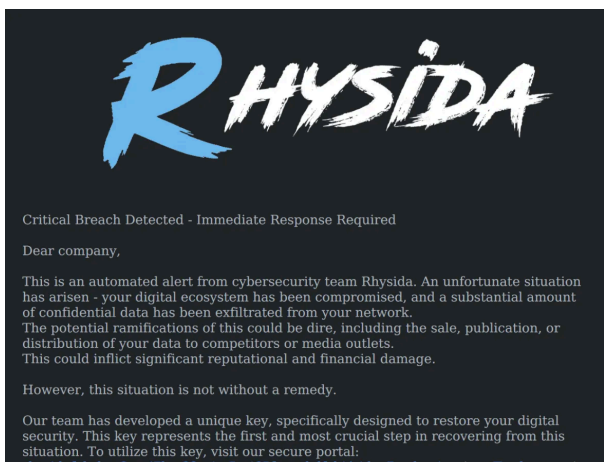 RHYSIDA
Critical Breach Detected - Immediate Response Required
Dear company,
This is an automated alert from cybersecurity team Rhysida. An unfortunate situation
has arisen - your digital ecosystem has been compromised, and a substantial amount
of confidential data has been exfiltrated from your network.
The potential ramifications of this could be dire, including the sale, publication, or
distribution of your data to competitors or media outlets.
This could inflict significant reputational and financial damage.
However, this situation is not without a remedy.
Our team has developed a unique key, specifically designed to restore your digital
security. This key represents the first and most crucial step in recovering from this
situation. To utilize this key, visit our secure portal: